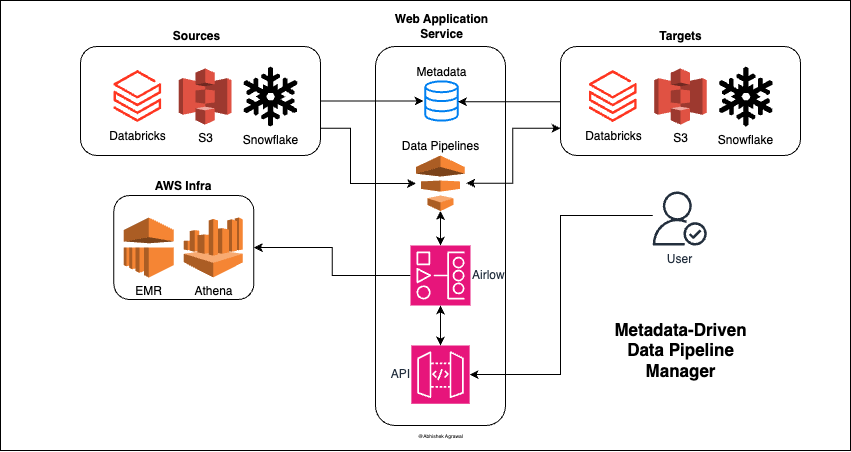 Web Application
Service
Sources
Targets
Metadata
Databricks
S3
Snowflake
Databricks
S3
Snowflake
Data Pipelines
AWS Infra
EMR
Athena
Airlow
User
API
Metadata-Driven
Data Pipeline
Manager
@Abhishek Agrawal